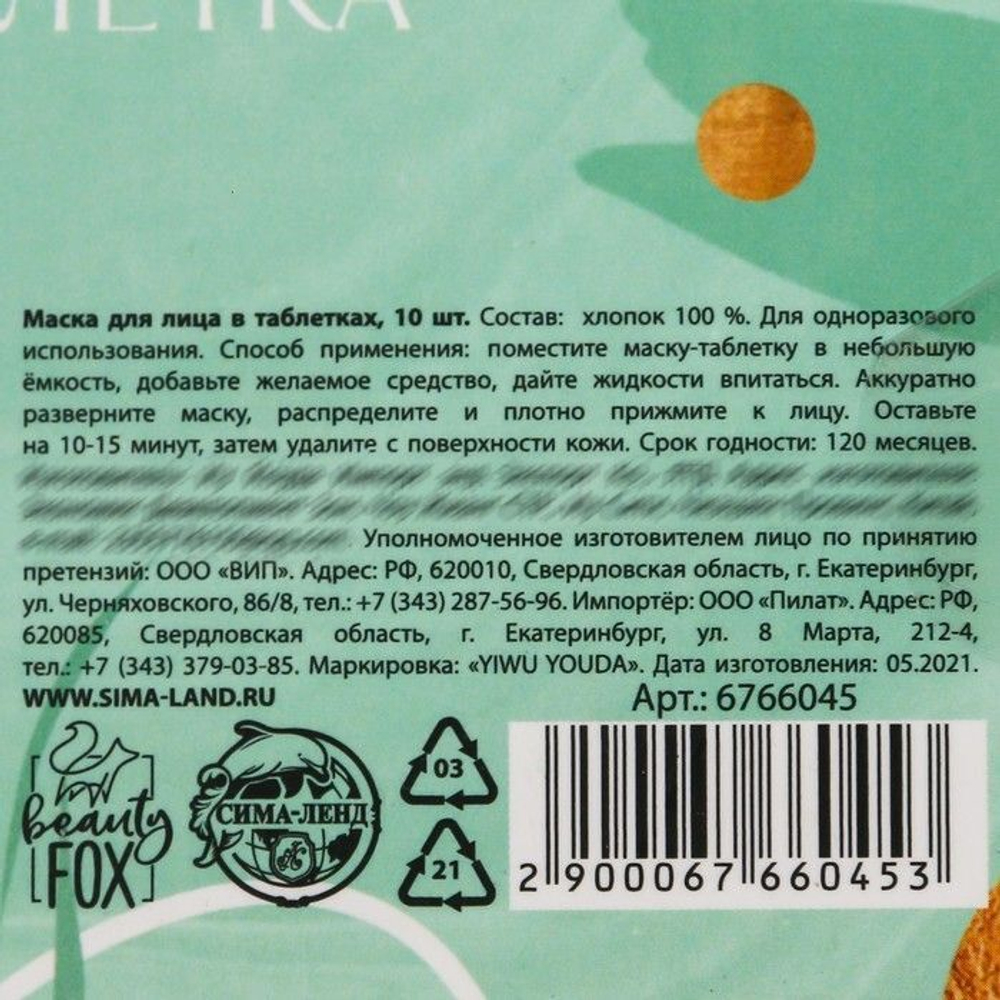 ЛЕТКА
Маска для лица в таблетках, 10 шт. Состав: хлопок 100 %. Для одноразового
использования. Способ применения: поместите маску-таблетку в небольшую
ёмкость, добавьте желаемое средство, дайте жидкости впитаться. Аккуратно
разверните маску, распределите и плотно прижмите к лицу. Оставьте
на 10-15 минут, затем удалите с поверхности кожи. Срок годности: 120 месяцев.
Уполномоченное изготовителем лицо по принятию
претензий: ООО «ВИП». Адрес: РФ, 620010, Свердловская область, г. Екатеринбург,
ул. Черняховского, 86/8, тел.: +7 (343) 287-56-96. Импортёр: ООО «Пилат». Адрес: РФ,
620085, Свердловская область, г. Екатеринбург, ул. 8 Марта, 212-4,
тел.: +7 (343) 379-03-85. Маркировка: «YIWU YOUDA». Дата изготовления: 05.2021.
WWW.SIMA-LAND.RU
Арт.: 6766045
beauty
FOX
СИМА-ЛЕНД
03
21
2 900067 660453